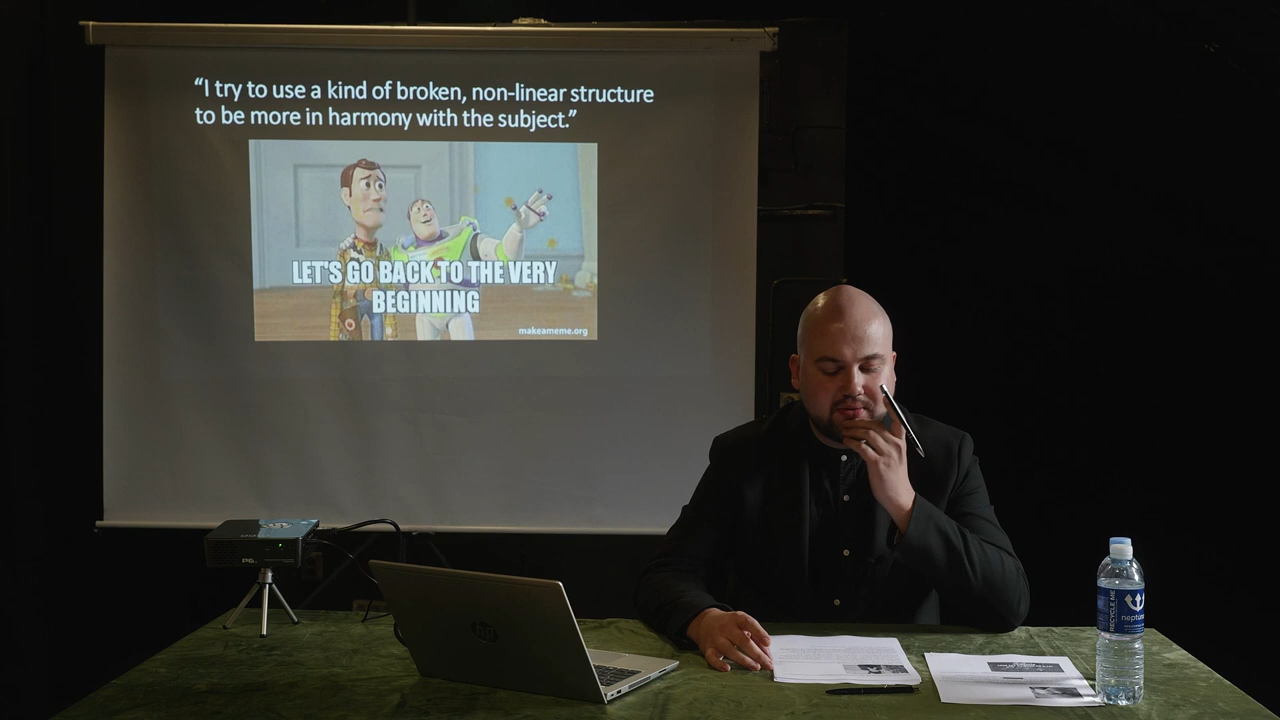 “I try to use a kind of broken, non-linear structure
to be more in harmony with the subject.”
LET'S GO BACK TO THE VERY
BEGINNING
makeameme.org
hp
RECYCLE ME